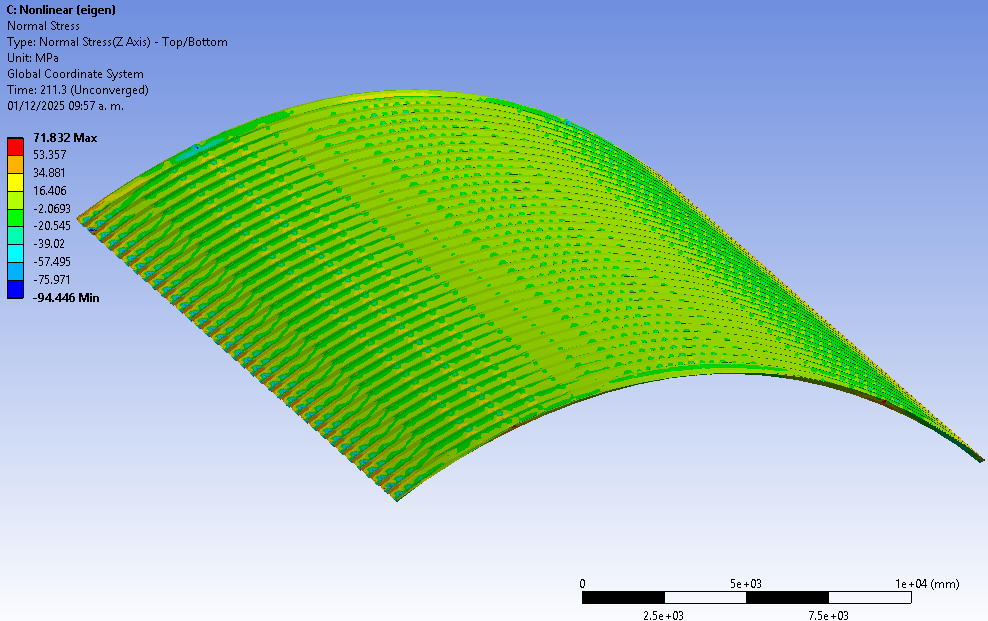 C: Nonlinear (eigen)
Normal Stress
Type: Normal Stress(Z Axis) - Top/Bottom
Unit: MPa
Global Coordinate System
Time: 211.3 (Unconverged)
01/12/2025 09:57 a. m.
71.832 Max
53.357
34.881
16.406
-2.0693
-20.545
-39.02
-57.495
-75.971
-94.446 Min
0 5e+03 1e+04 (mm)
2.5e+03 7.5e+03